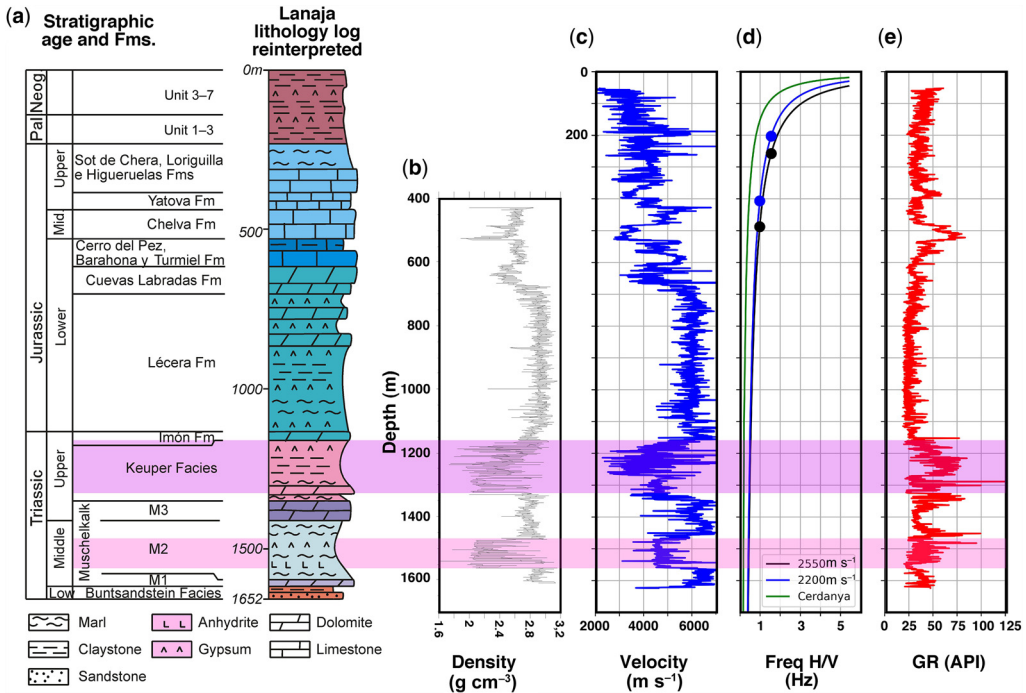 (a)
Stratigraphic
age and Fms.
Lanaja
lithology log
reinterpreted
Neog
Pal
Jurassic
Upper
Mid
Lower
Triassic
Upper
Middle
Low
Muschelkalk
Unit 3–7
Unit 1–3
Sot de Chera, Loriguilla
e Higueruelas Fms
Yatova Fm
Chelva Fm
Cerro del Pez,
Barahona y Turmiel Fm
Cuevas Labradas Fm
Lécera Fm
Imón Fm
Keuper Facies
M3
M2
M1
Buntsandstein Facies
0m
500
1000
1500
1652
Marl
Claystone
Sandstone
Anhydrite
Gypsum
Dolomite
Limestone
(b)
Depth (m)
400
600
800
1000
1200
1400
1600
1.6
2
2.4
2.8
3,2
Density
(g cm⁻³)
(c)
0
200
2000
4000
6000
Velocity
(m s⁻¹)
(d)
2550m s⁻¹
2200m s⁻¹
Cerdanya
1
3
5
Freq H/V
(Hz)
(e)
0
25
50
75
100
125
GR (API)